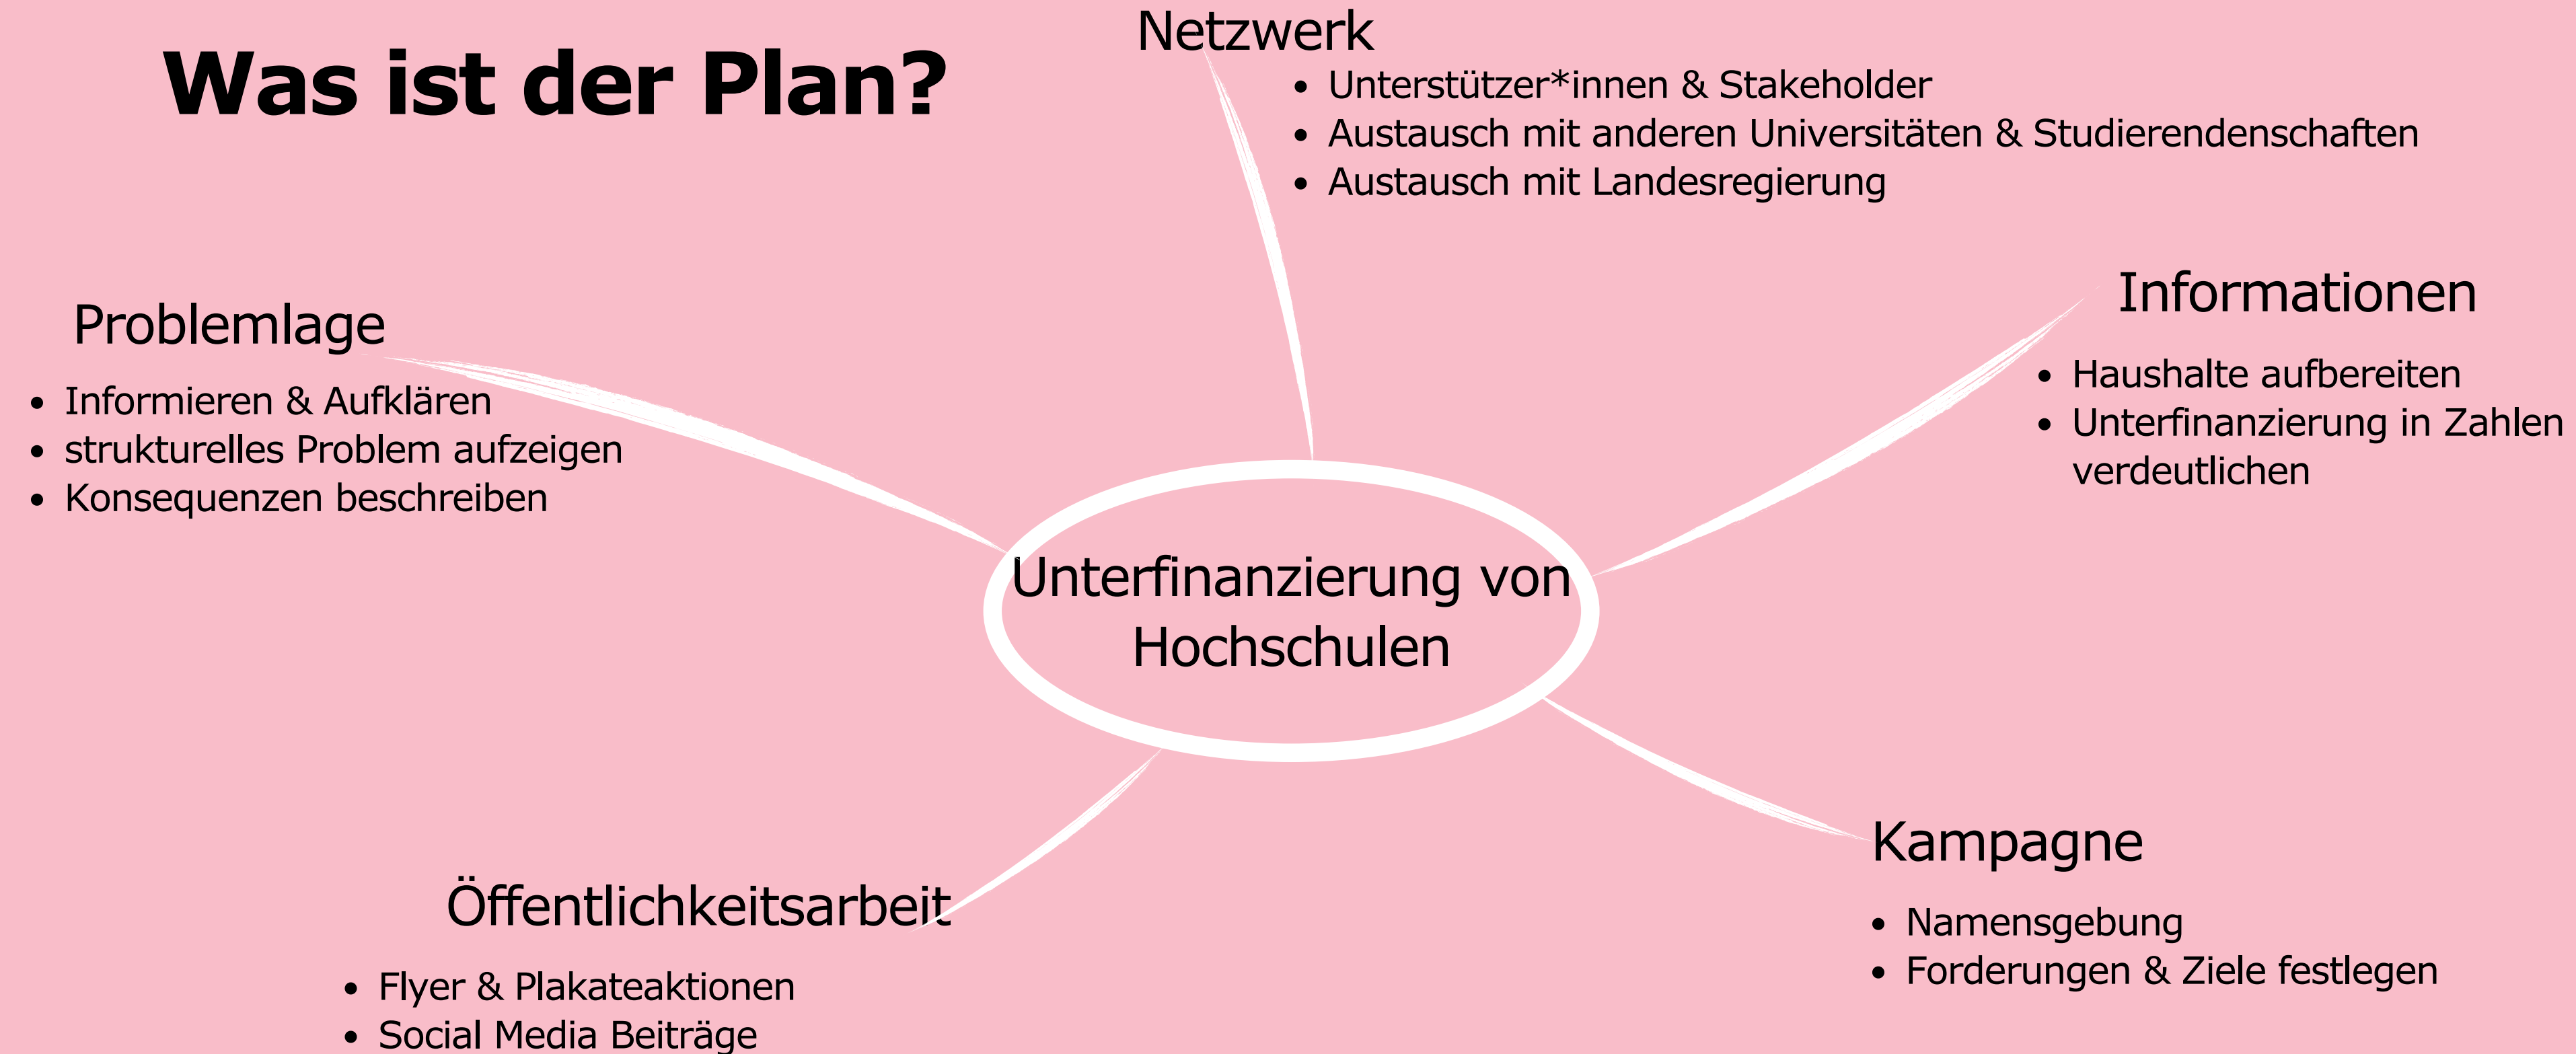 Was ist der Plan?
Netzwerk
• Unterstützer*innen & Stakeholder
• Austausch mit anderen Universitäten & Studierendenschaften
• Austausch mit Landesregierung
Problemlage
• Informieren & Aufklären
• strukturelles Problem aufzeigen
• Konsequenzen beschreiben
Informationen
• Haushalte aufbereiten
• Unterfinanzierung in Zahlen
verdeutlichen
Unterfinanzierung von
Hochschulen
Öffentlichkeitsarbeit
• Flyer & Plakateaktionen
• Social Media Beiträge
Kampagne
• Namensgebung
• Forderungen & Ziele festlegen